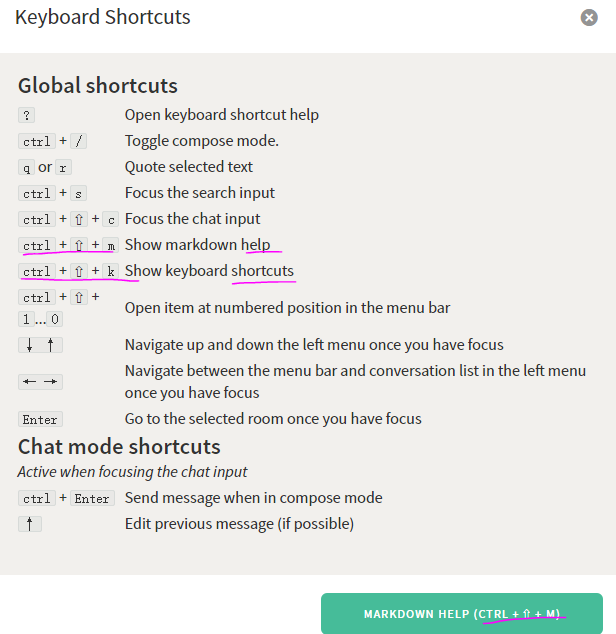 Keyboard Shortcuts
Global shortcuts
? Open keyboard shortcut help
ctrl + / Toggle compose mode.
q or r Quote selected text
ctrl + s Focus the search input
ctrl + ⇧ + c Focus the chat input
ctrl + ⇧ + m Show markdown help
ctrl + ⇧ + k Show keyboard shortcuts
ctrl + ⇧ +
1 ... 0 Open item at numbered position in the menu bar
↓ ↑ Navigate up and down the left menu once you have focus
← → Navigate between the menu bar and conversation list in the left menu
once you have focus
Enter Go to the selected room once you have focus
Chat mode shortcuts
Active when focusing the chat input
ctrl + Enter Send message when in compose mode
↑ Edit previous message (if possible)
MARKDOWN HELP (CTRL + ⇧ + M)